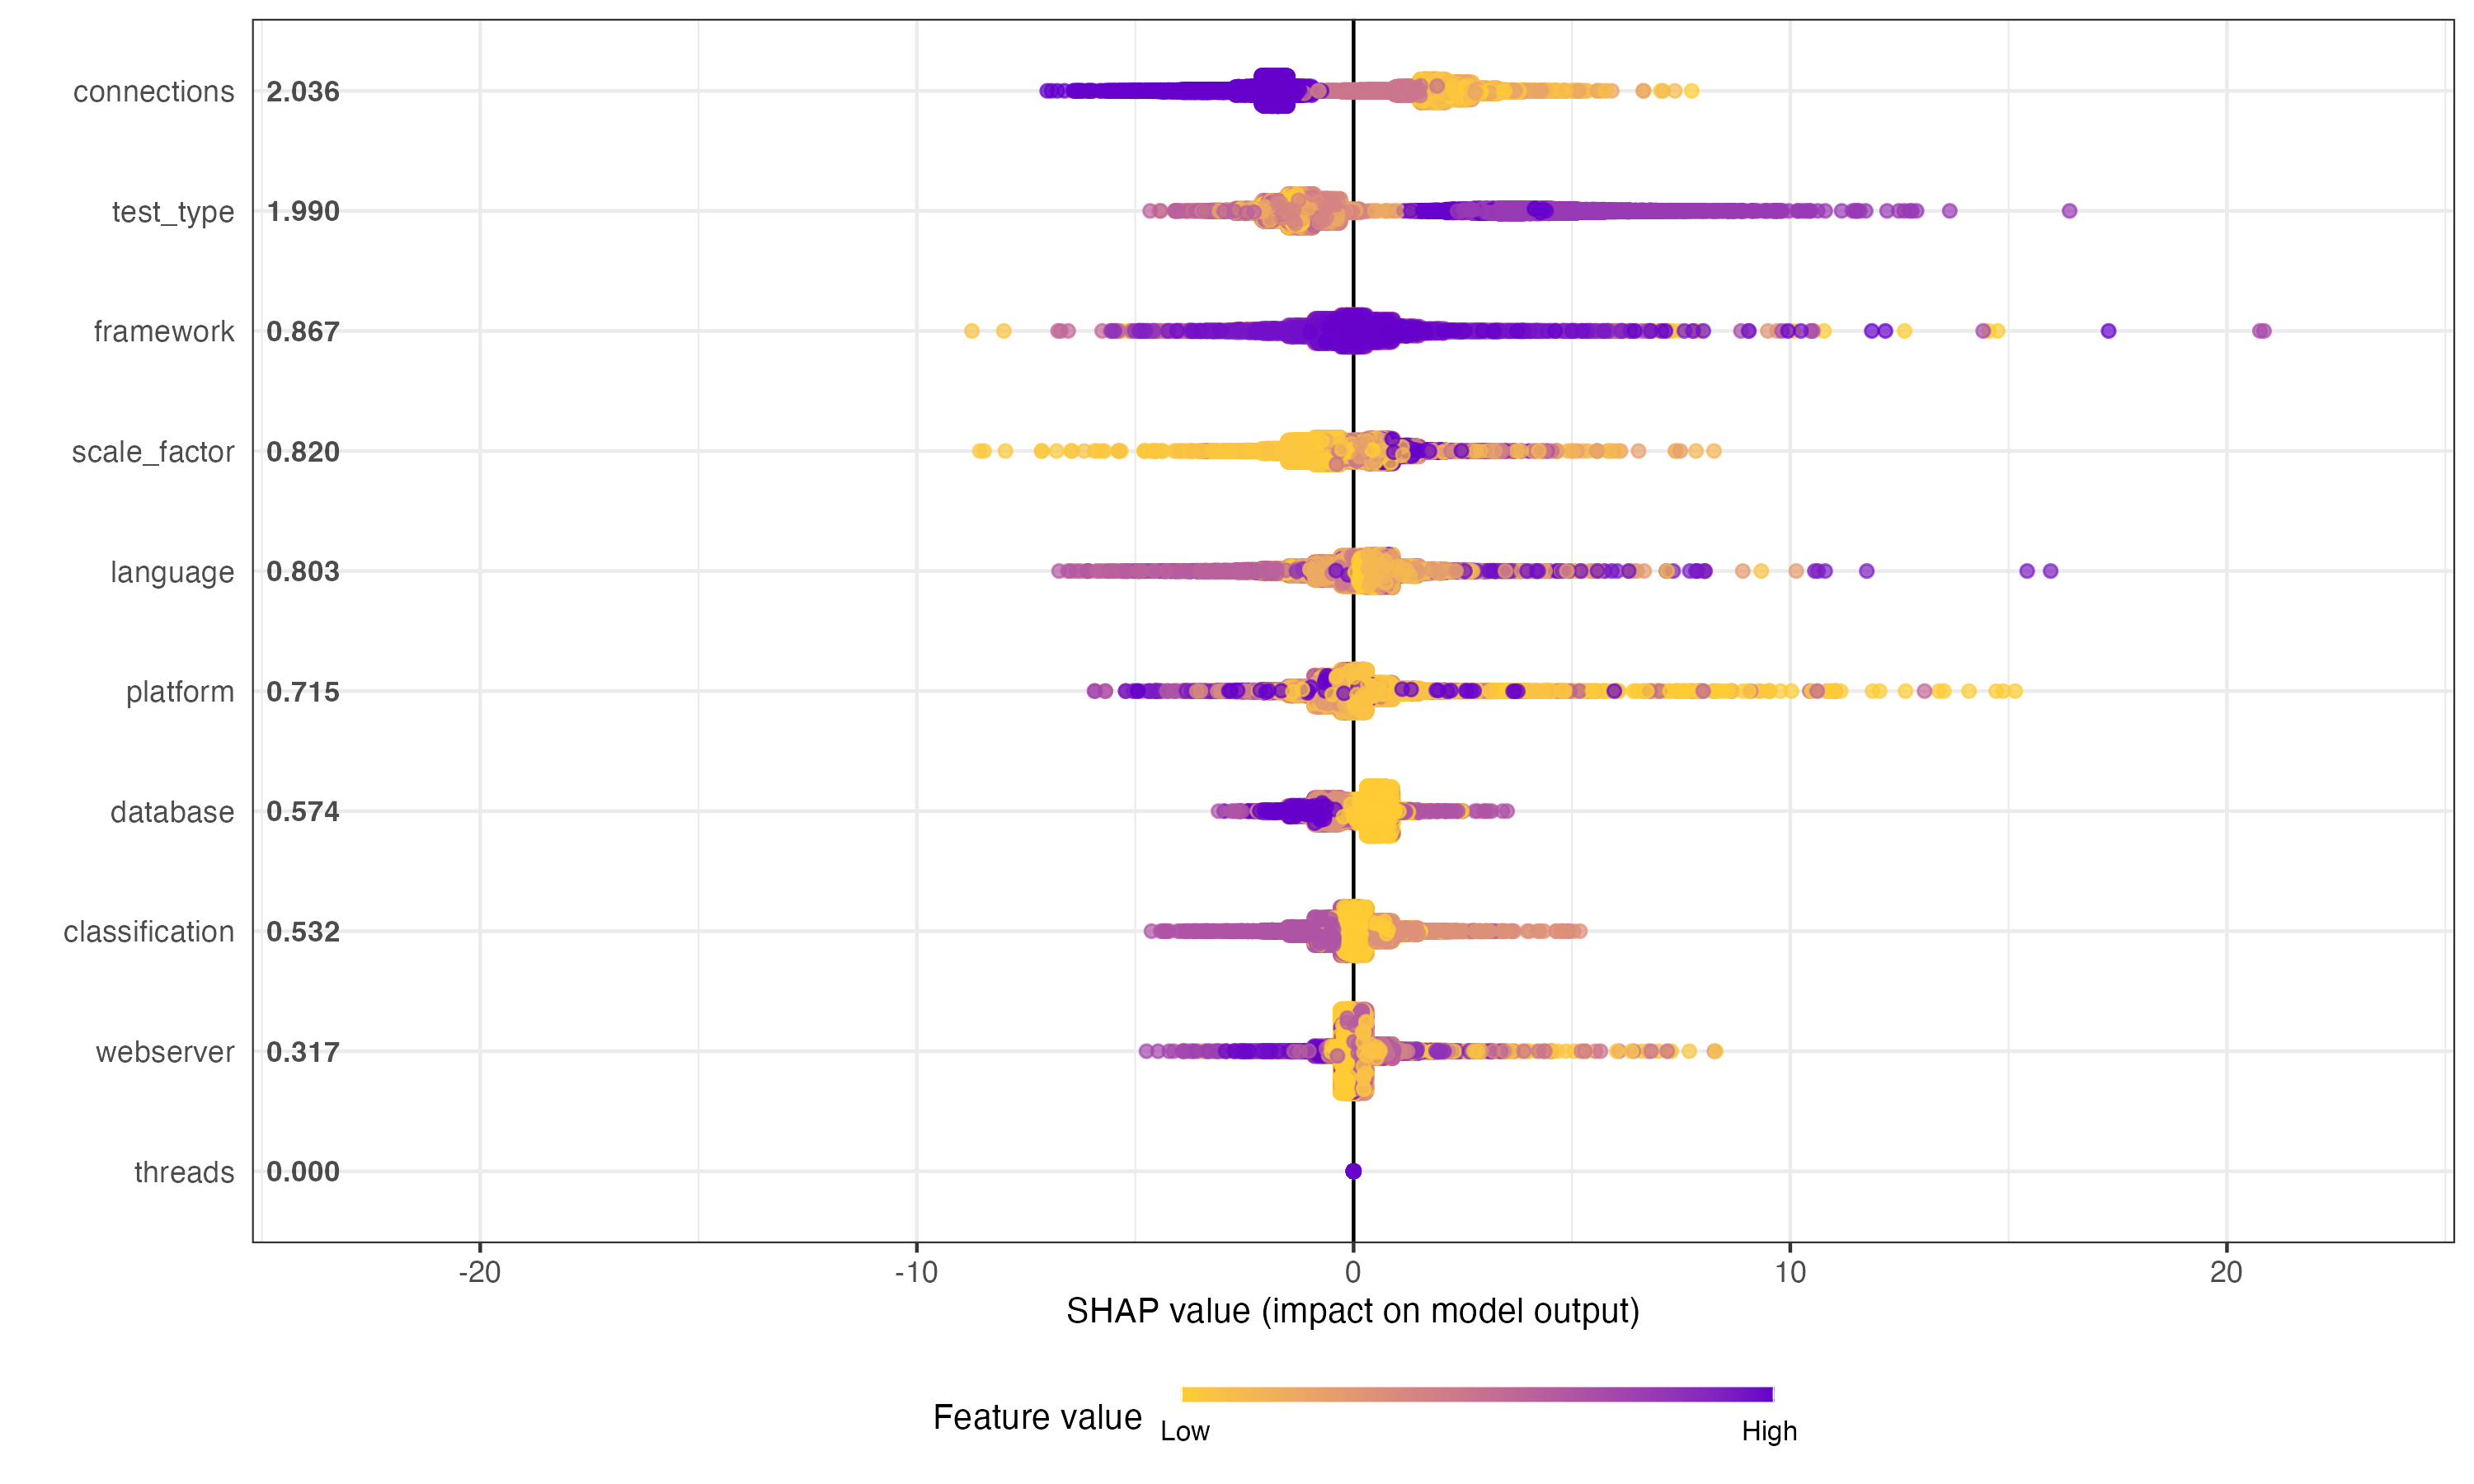 connections 2.036
test_type 1.990
framework 0.867
scale_factor 0.820
language 0.803
platform 0.715
database 0.574
classification 0.532
webserver 0.317
threads 0.000
-20 -10 0 10 20
SHAP value (impact on model output)
Feature value
Low High